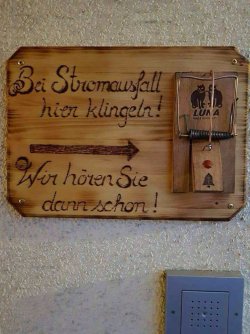 Bei Stromausfall
hier klingeln!
Wir hören Sie
dann schon!
LUNA